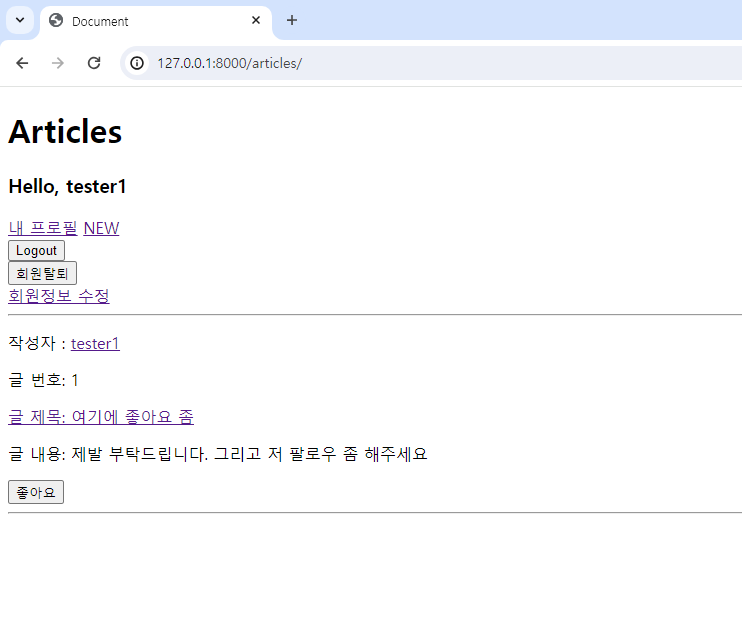 Document
127.0.0.1:8000/articles/
Articles
Hello, tester1
내 프로필 NEW
Logout
회원탈퇴
회원정보 수정
작성자 : tester1
글 번호: 1
글 제목: 여기에 좋아요 좀
글 내용: 제발 부탁드립니다. 그리고 저 팔로우 좀 해주세요
좋아요